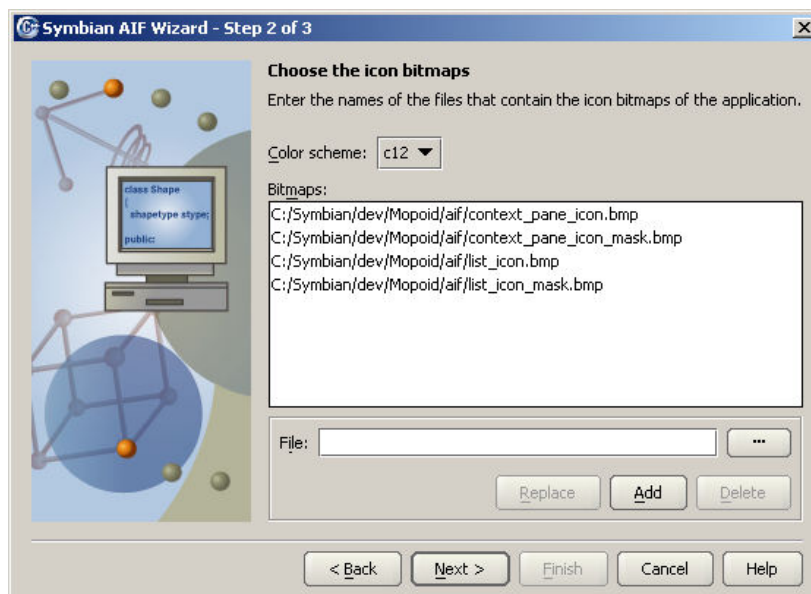 Symbian AIF Wizard - Step 2 of 3
Choose the icon bitmaps
Enter the names of the files that contain the icon bitmaps of the application.
Color scheme: c12
class Shape
{
shapetype stype;
public:
Bitmaps:
C:/Symbian/dev/Mopoid/aif/context_pane_icon.bmp
C:/Symbian/dev/Mopoid/aif/context_pane_icon_mask.bmp
C:/Symbian/dev/Mopoid/aif/list_icon.bmp
C:/Symbian/dev/Mopoid/aif/list_icon_mask.bmp
File: ...
Replace Add Delete
< Back Next > Finish Cancel Help